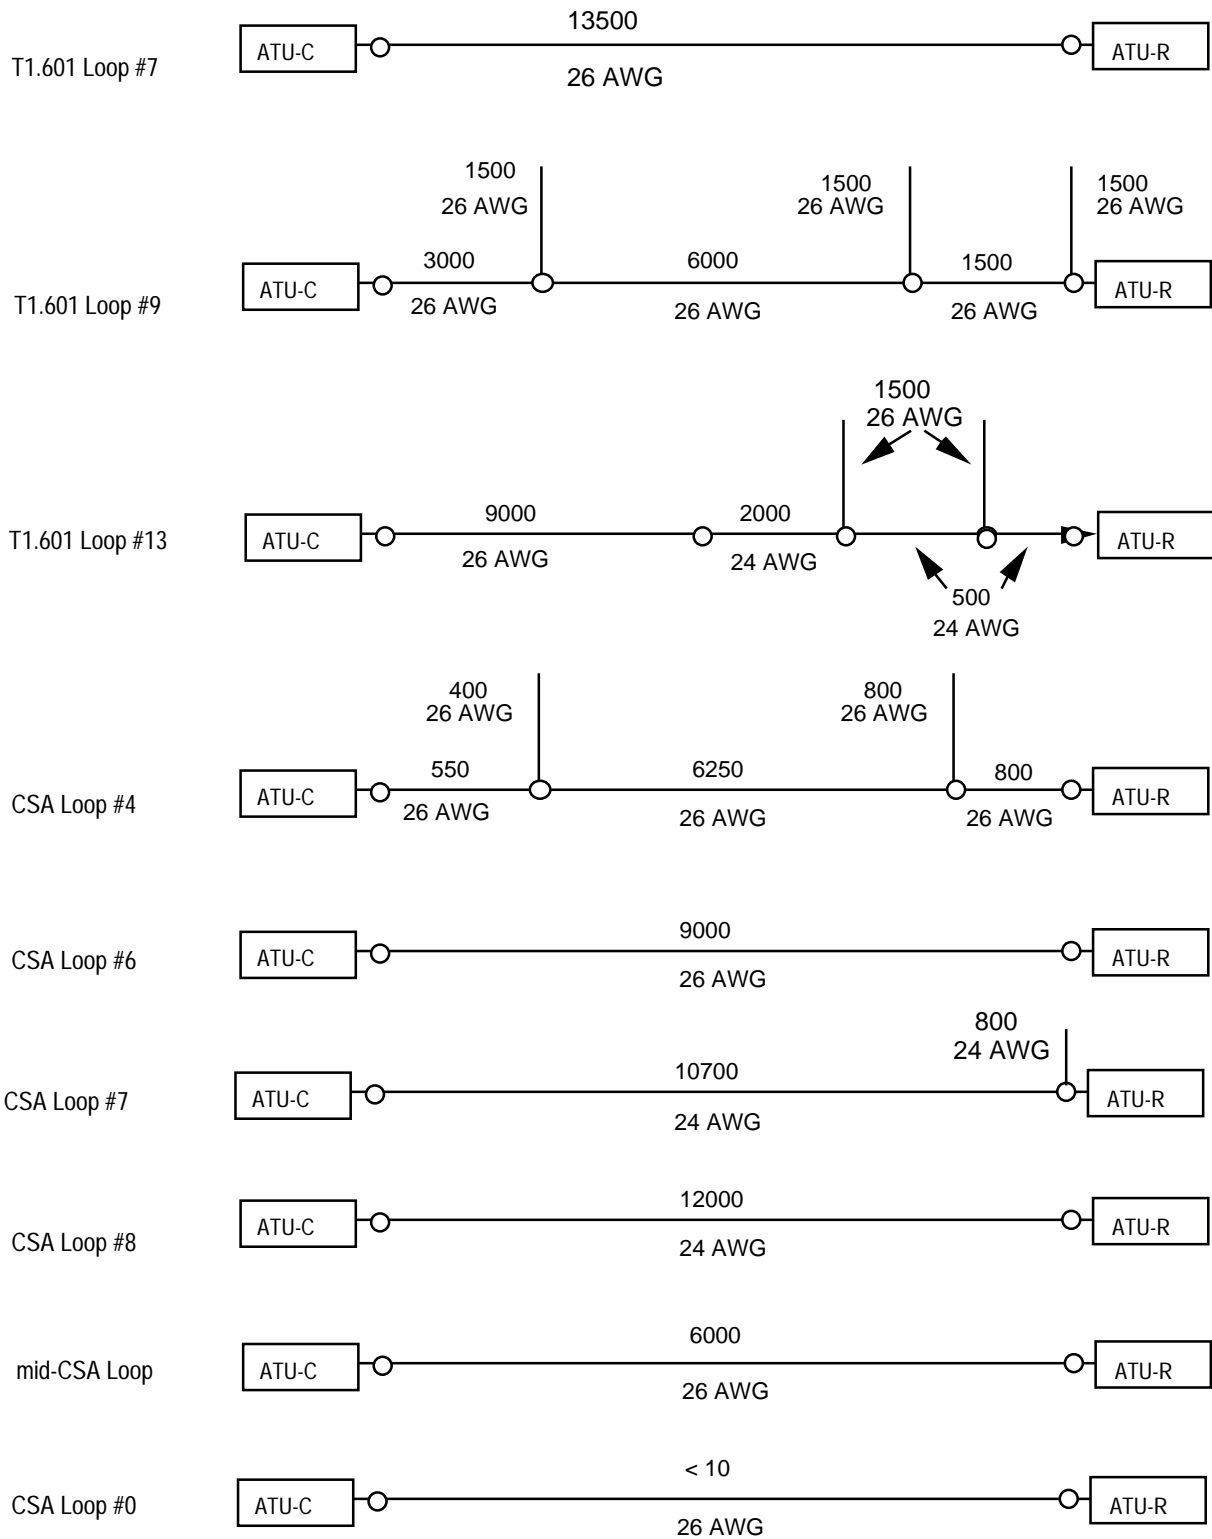 13500
T1.601 Loop #7
ATU-C
ATU-R
26 AWG
1500
26 AWG
1500
26 AWG
1500
26 AWG
3000
6000
1500
T1.601 Loop #9
ATU-C
ATU-R
26 AWG
26 AWG
26 AWG
1500
26 AWG
9000
2000
T1.601 Loop #13
ATU-C
ATU-R
26 AWG
24 AWG
500
24 AWG
400
26 AWG
800
26 AWG
550
6250
800
CSA Loop #4
ATU-C
ATU-R
26 AWG
26 AWG
26 AWG
9000
CSA Loop #6
ATU-C
ATU-R
26 AWG
800
24 AWG
10700
CSA Loop #7
ATU-C
ATU-R
24 AWG
12000
CSA Loop #8
ATU-C
ATU-R
24 AWG
6000
mid-CSA Loop
ATU-C
ATU-R
26 AWG
< 10
CSA Loop #0
ATU-C
ATU-R
26 AWG